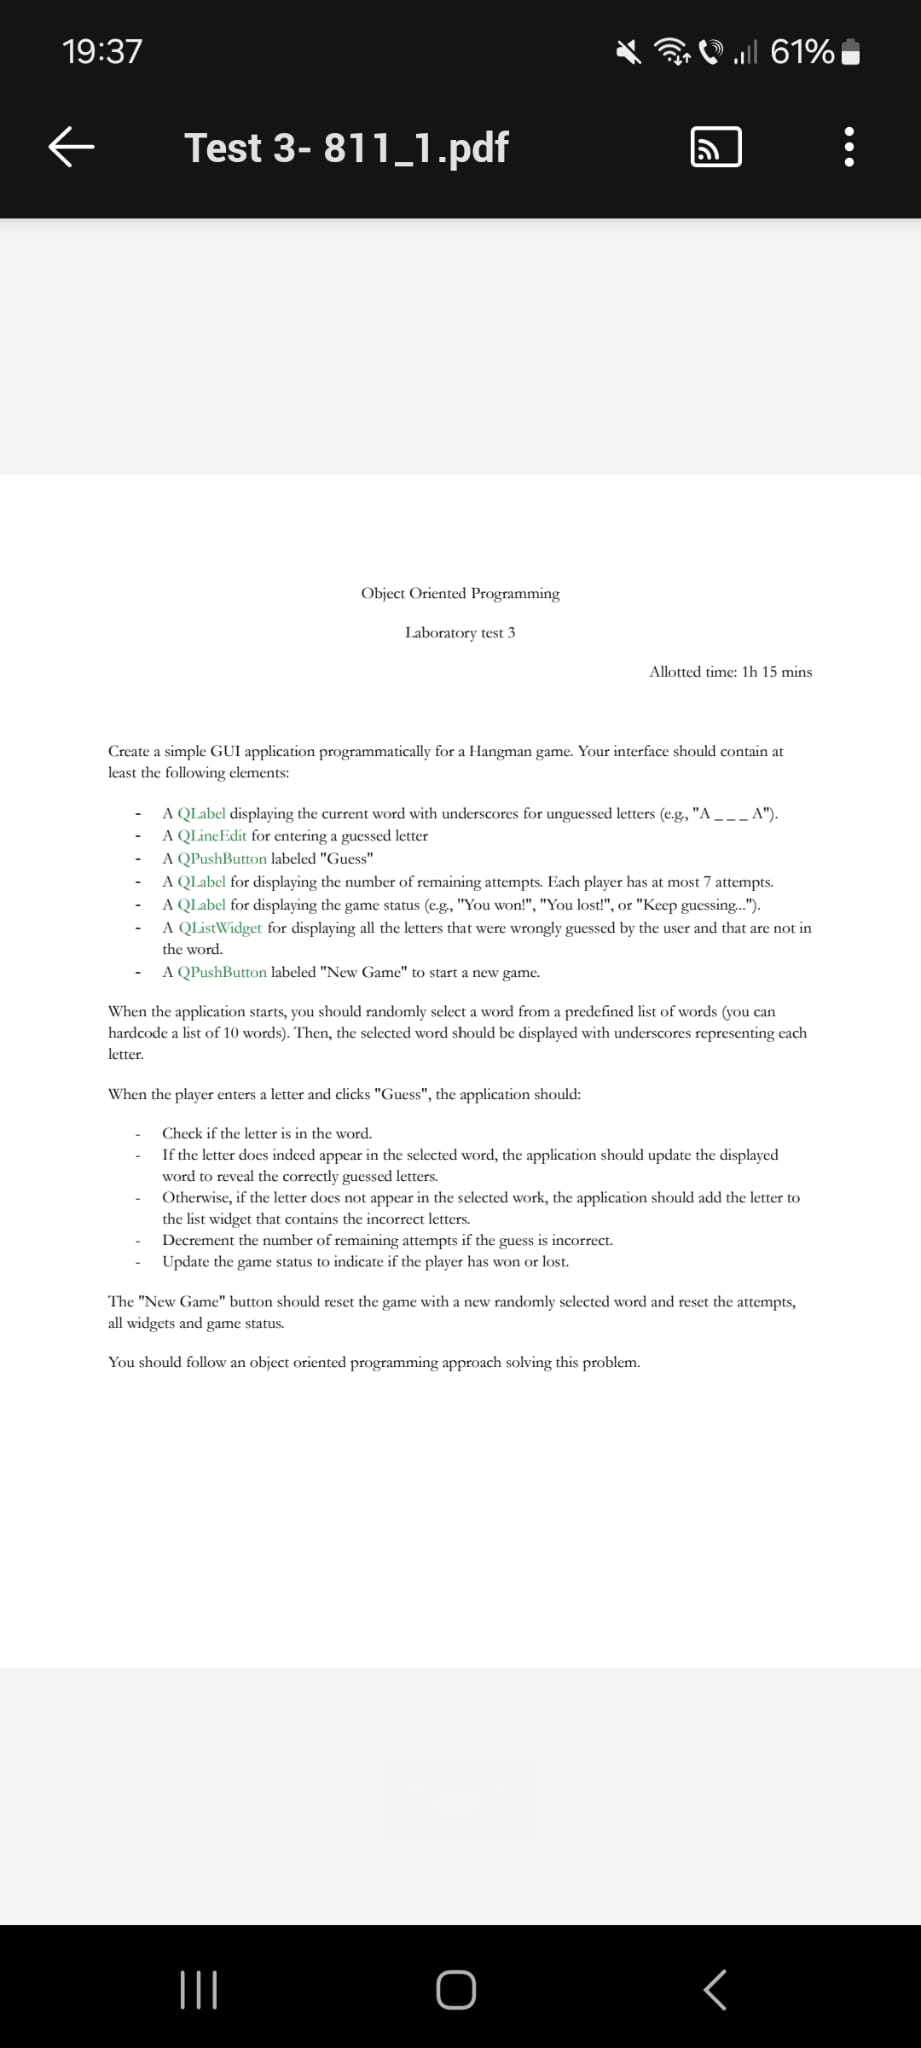 19:37
61%
Test 3- 811_1.pdf
Object Oriented Programming
Laboratory test 3
Allotted time: 1h 15 mins
Create a simple GUI application programmatically for a Hangman game. Your interface should contain at
least the following elements:
- A QLabel displaying the current word with underscores for unguessed letters (e.g., "A _ _ _ A").
- A QLineEdit for entering a guessed letter
- A QPushButton labeled "Guess"
- A QLabel for displaying the number of remaining attempts. Each player has at most 7 attempts.
- A QLabel for displaying the game status (e.g., "You won!", "You lost!", or "Keep guessing...").
- A QListWidget for displaying all the letters that were wrongly guessed by the user and that are not in
the word.
- A QPushButton labeled "New Game" to start a new game.
When the application starts, you should randomly select a word from a predefined list of words (you can
hardcode a list of 10 words). Then, the selected word should be displayed with underscores representing each
letter.
When the player enters a letter and clicks "Guess", the application should:
- Check if the letter is in the word.
- If the letter does indeed appear in the selected word, the application should update the displayed
word to reveal the correctly guessed letters.
- Otherwise, if the letter does not appear in the selected work, the application should add the letter to
the list widget that contains the incorrect letters.
- Decrement the number of remaining attempts if the guess is incorrect.
- Update the game status to indicate if the player has won or lost.
The "New Game" button should reset the game with a new randomly selected word and reset the attempts,
all widgets and game status.
You should follow an object oriented programming approach solving this problem.